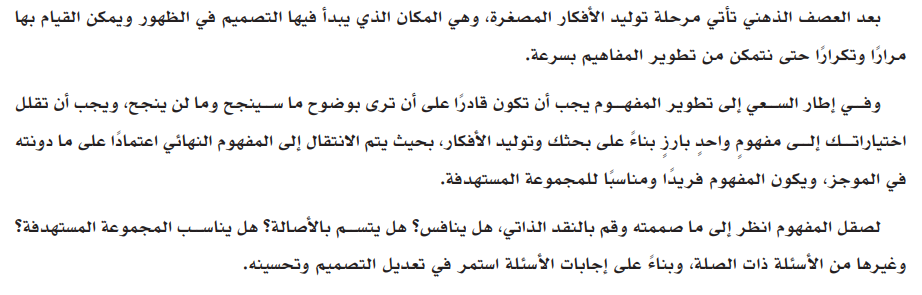 بعد العصف الذهني تأتي مرحلة توليد الأفكار المصغرة، وهي المكان الذي يبدأ فيها التصميم في الظهور ويمكن القيام بها
مرارًا وتكرارًا حتى نتمكن من تطوير المفاهيم بسرعة.
وفي إطار السعي إلى تطوير المفهوم يجب أن تكون قادرًا على أن ترى بوضوح ما سينجح وما لن ينجح، ويجب أن تقلل
اختياراتك إلى مفهومٍ واحدٍ بارزٍ بناءً على بحثك وتوليد الأفكار، بحيث يتم الانتقال إلى المفهوم النهائي اعتمادًا على ما دونته
في الموجز، ويكون المفهوم فريدًا ومناسبًا للمجموعة المستهدفة.
لصقل المفهوم انظر إلى ما صممته وقم بالنقد الذاتي، هل ينافس؟ هل يتسم بالأصالة؟ هل يناسب المجموعة المستهدفة؟
وغيرها من الأسئلة ذات الصلة، وبناءً على إجابات الأسئلة استمر في تعديل التصميم وتحسينه.